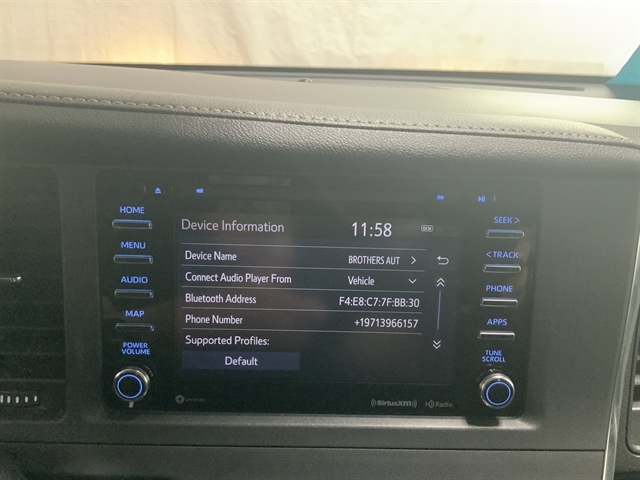 HOME
MENU
AUDIO
MAP
POWER
VOLUME
Device Information 11:58
Device Name BROTHERS AUT >
Connect Audio Player From Vehicle
Bluetooth Address F4:E8:C7:7F:BB:30
Phone Number +19713966157
Supported Profiles:
Default
SEEK >
< TRACK
PHONE
APPS
TUNE
SCROLL
SiriusXM
HD Radio